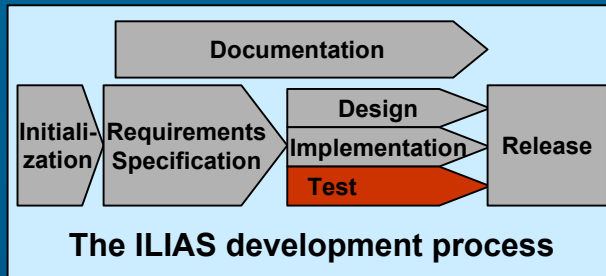 Documentation
Initiali-
zation
Requirements
Specification
Design
Implementation
Test
Release
The ILIAS development process